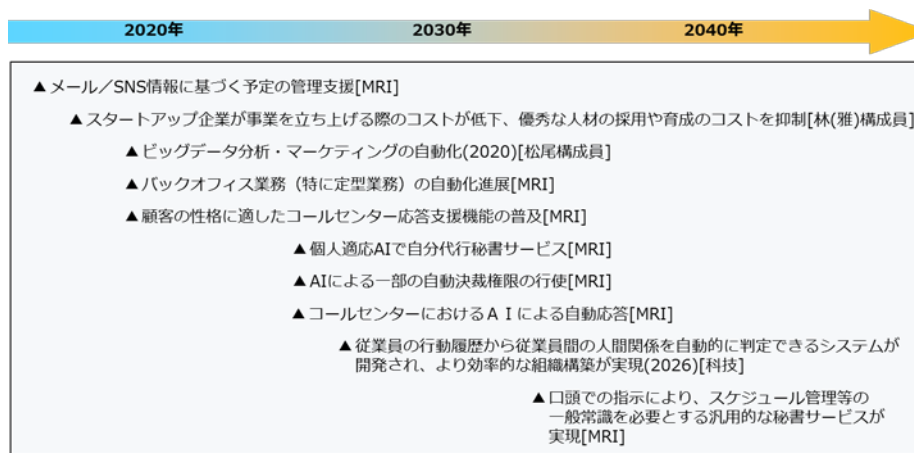 2020年 2030年 2040年
▲メール／SNS情報に基づく予定の管理支援[MRI]
▲スタートアップ企業が事業を立ち上げる際のコストが低下、優秀な人材の採用や育成のコストを抑制[林(雅)構成員]
▲ビッグデータ分析・マーケティングの自動化(2020)[松尾構成員]
▲バックオフィス業務（特に定型業務）の自動化進展[MRI]
▲顧客の性格に適したコールセンター応答支援機能の普及[MRI]
▲個人適応AIで自分代行秘書サービス[MRI]
▲AIによる一部の自動決裁権限の行使[MRI]
▲コールセンターにおけるＡＩによる自動応答[MRI]
▲従業員の行動履歴から従業員間の人間関係を自動的に判定できるシステムが
開発され、より効率的な組織構築が実現(2026)[科技]
▲口頭での指示により、スケジュール管理等の
一般常識を必要とする汎用的な秘書サービスが
実現[MRI]